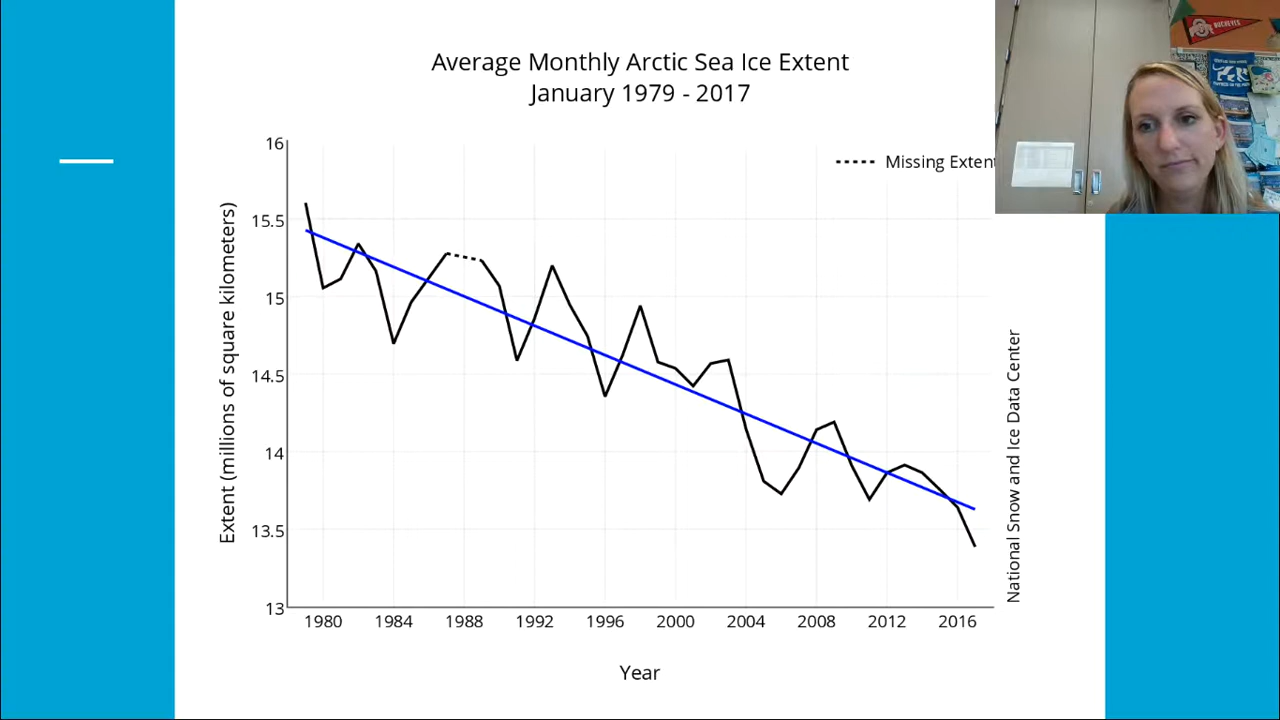 Average Monthly Arctic Sea Ice Extent
January 1979 - 2017
Missing Extent
Extent (millions of square kilometers)
16
15.5
15
14.5
14
13.5
13
1980 1984 1988 1992 1996 2000 2004 2008 2012 2016
Year
National Snow and Ice Data Center
BUCKEYES